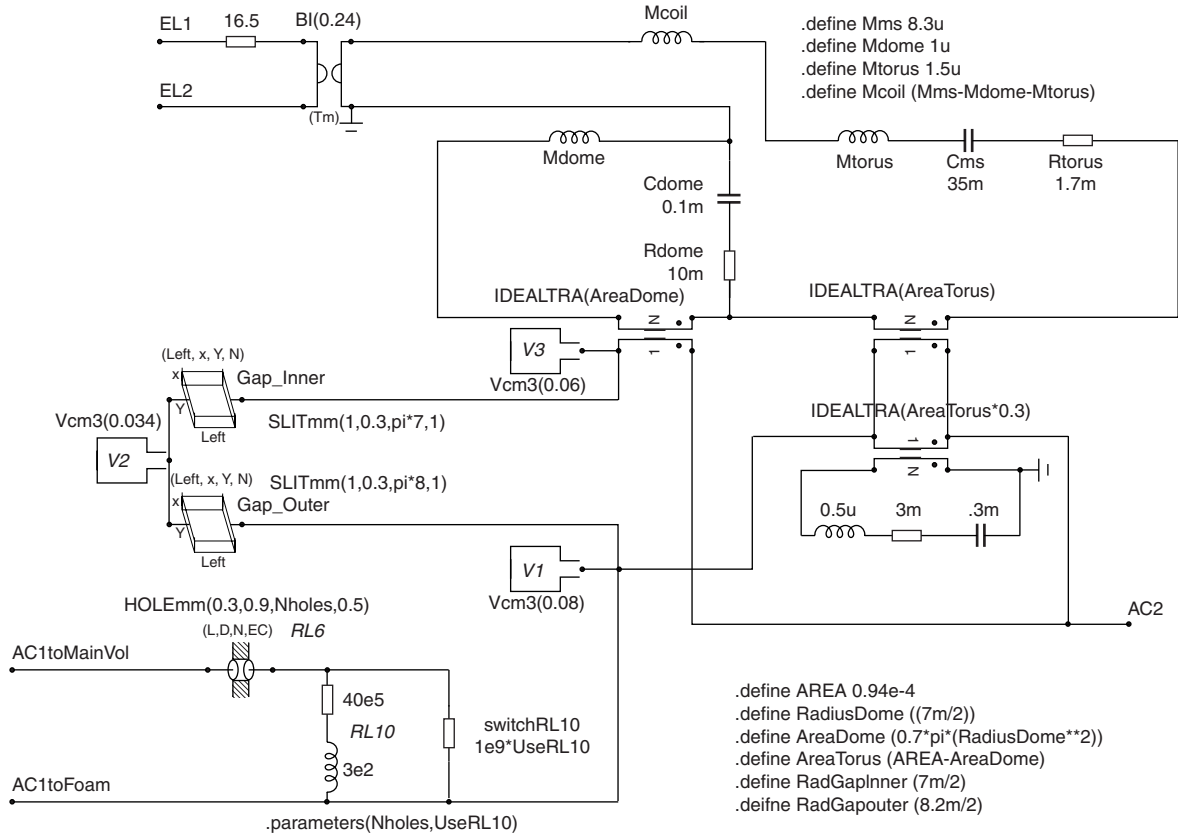 EL1
16.5
BI(0.24)
Mcoil
.define Mms 8.3u
.define Mdome 1u
.define Mtorus 1.5u
.define Mcoil (Mms-Mdome-Mtorus)
EL2
(Tm)
Mdome
Mtorus
Cms
35m
Rtorus
1.7m
Cdome
0.1m
Rdome
10m
IDEALTRA(AreaDome)
IDEALTRA(AreaTorus)
N
1
N
1
V3
Vcm3(0.06)
(Left, x, Y, N)
x
Y
Left
Gap_Inner
SLITmm(1,0.3,pi*7,1)
Vcm3(0.034)
V2
IDEALTRA(AreaTorus*0.3)
1
N
(Left, x, Y, N)
x
Y
Left
SLITmm(1,0.3,pi*8,1)
Gap_Outer
0.5u
3m
.3m
V1
Vcm3(0.08)
HOLEmm(0.3,0.9,Nholes,0.5)
(L,D,N,EC)
RL6
AC2
AC1toMainVol
40e5
RL10
3e2
switchRL10
1e9*UseRL10
AC1toFoam
.parameters(Nholes,UseRL10)
.define AREA 0.94e-4
.define RadiusDome ((7m/2))
.define AreaDome (0.7*pi*(RadiusDome**2))
.define AreaTorus (AREA-AreaDome)
.define RadGapInner (7m/2)
.deifne RadGapouter (8.2m/2)